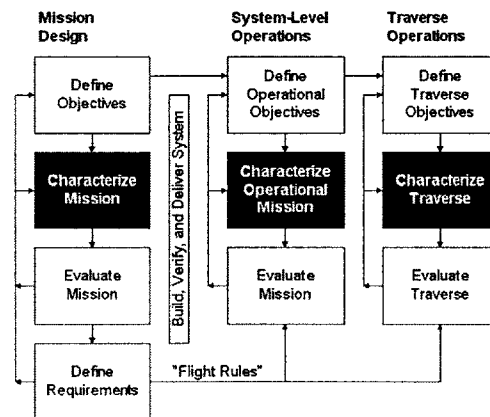 Mission
Design
System-Level
Operations
Traverse
Operations
Define
Objectives
Define
Operational
Objectives
Define
Traverse
Objectives
Build, Verify, and Deliver System
Characterize
Mission
Characterize
Operational
Mission
Characterize
Traverse
Evaluate
Mission
Evaluate
Mission
Evaluate
Traverse
Define
Requirements
"Flight Rules"